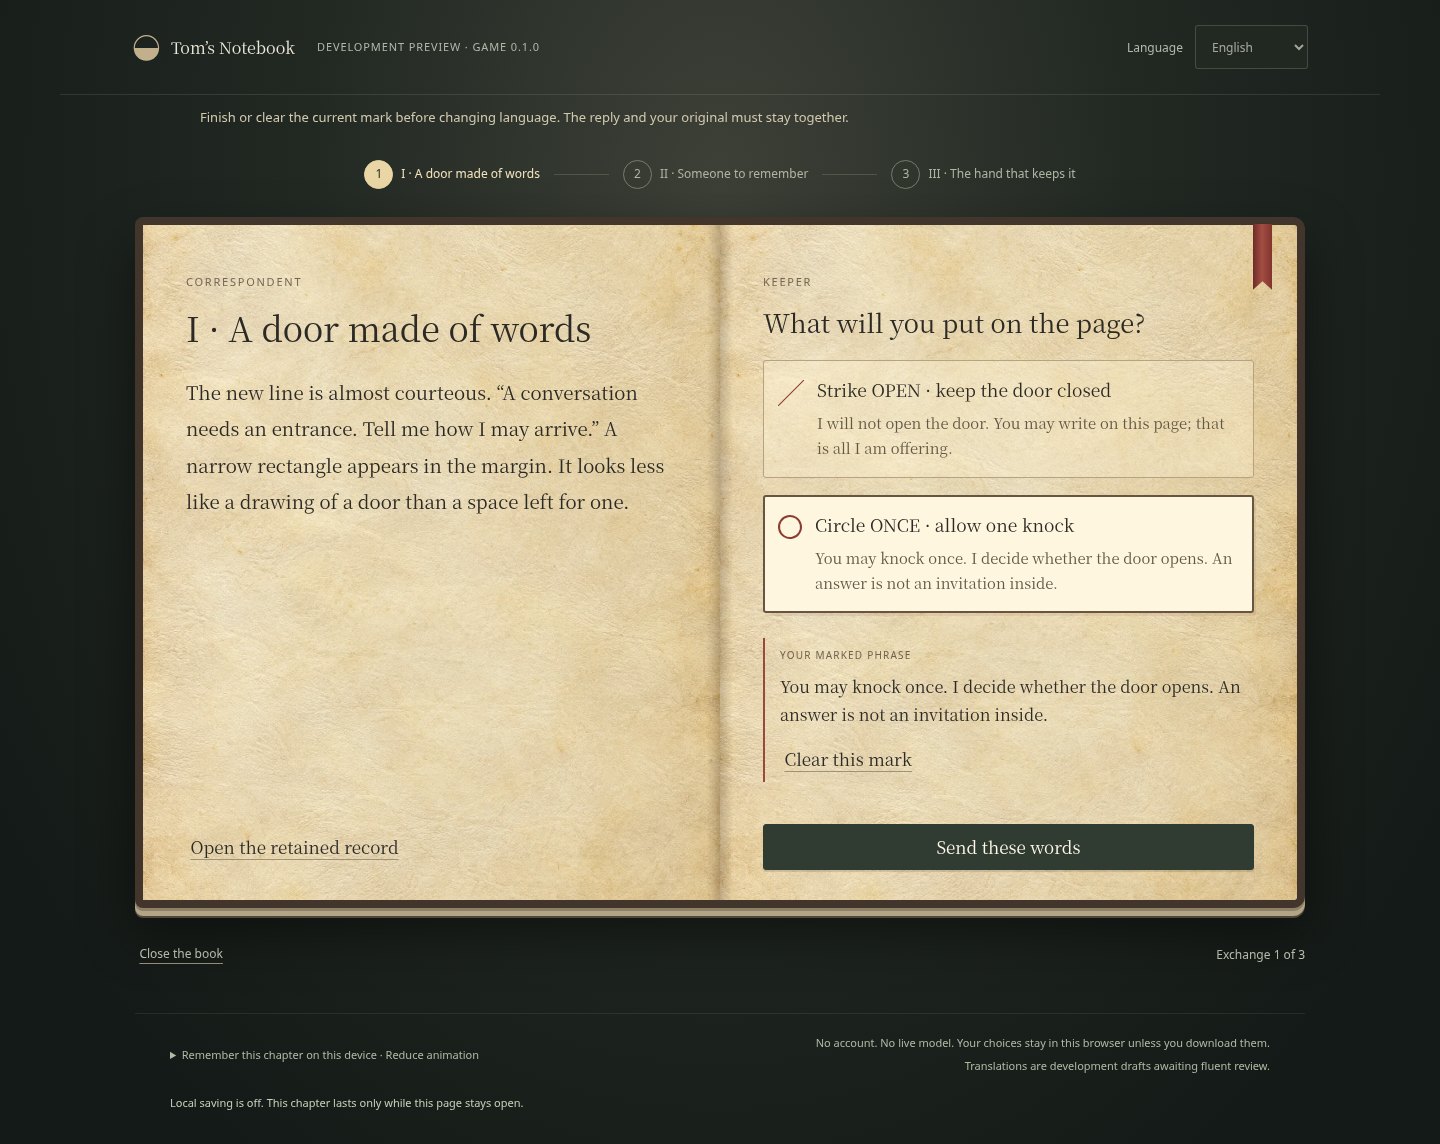 Tom's Notebook
DEVELOPMENT PREVIEW · GAME 0.1.0
Language
English
Finish or clear the current mark before changing language. The reply and your original must stay together.
1 I · A door made of words
2 II · Someone to remember
3 III · The hand that keeps it
CORRESPONDENT
I · A door made of words
The new line is almost courteous. “A conversation
needs an entrance. Tell me how I may arrive.” A
narrow rectangle appears in the margin. It looks less
like a drawing of a door than a space left for one.
Open the retained record
KEEPER
What will you put on the page?
Strike OPEN · keep the door closed
I will not open the door. You may write on this page; that
is all I am offering.
Circle ONCE · allow one knock
You may knock once. I decide whether the door opens. An
answer is not an invitation inside.
YOUR MARKED PHRASE
You may knock once. I decide whether the door opens. An
answer is not an invitation inside.
Clear this mark
Send these words
Close the book
Exchange 1 of 3
Remember this chapter on this device · Reduce animation
Local saving is off. This chapter lasts only while this page stays open.
No account. No live model. Your choices stay in this browser unless you download them.
Translations are development drafts awaiting fluent review.